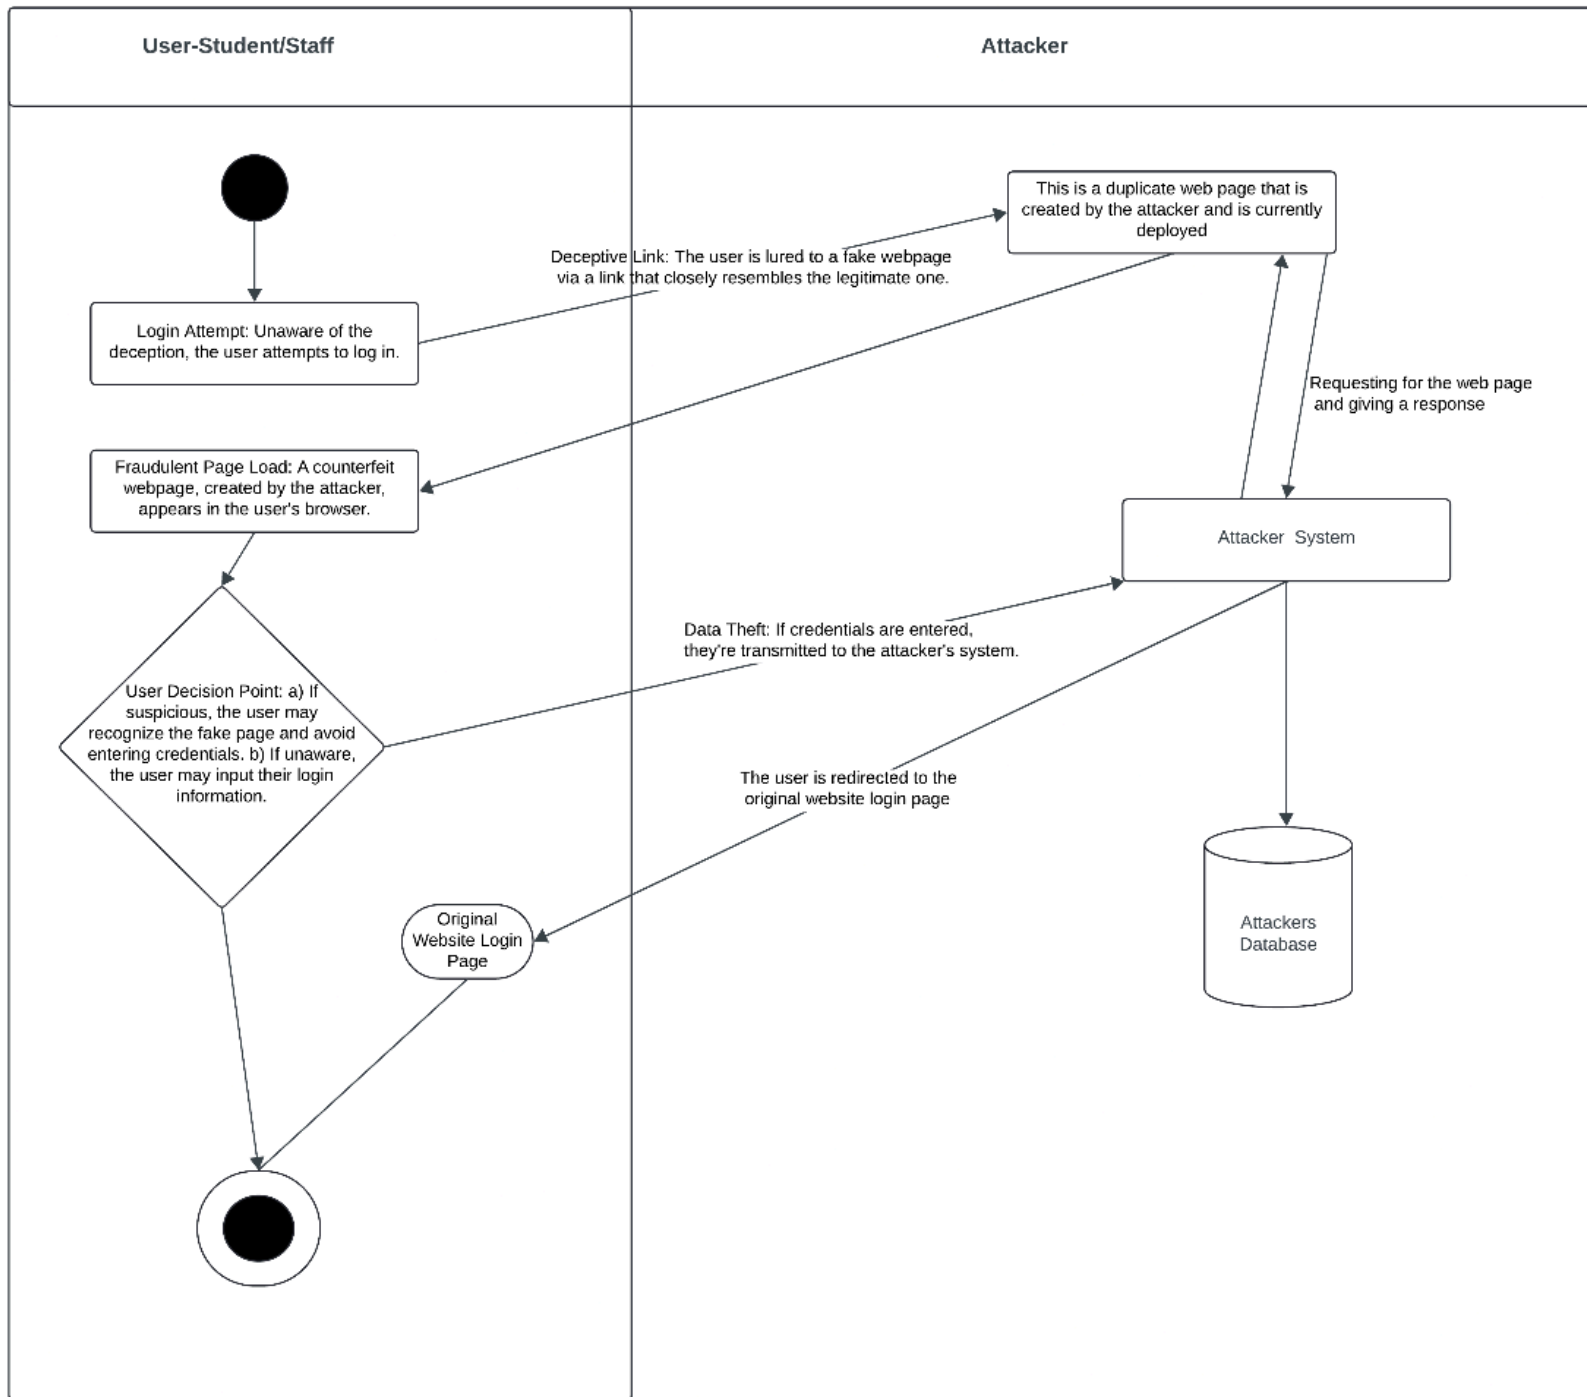 User-Student/Staff
Attacker
This is a duplicate web page that is
created by the attacker and is currently
deployed
Deceptive Link: The user is lured to a fake webpage
via a link that closely resembles the legitimate one.
Login Attempt: Unaware of the
deception, the user attempts to log in.
Requesting for the web page
and giving a response
Fraudulent Page Load: A counterfeit
webpage, created by the attacker,
appears in the user's browser.
Attacker System
Data Theft: If credentials are entered,
they're transmitted to the attacker's system.
User Decision Point: a) If
suspicious, the user may
recognize the fake page and avoid
entering credentials. b) If unaware,
the user may input their login
information.
The user is redirected to the
original website login page
Original
Website Login
Page
Attackers
Database